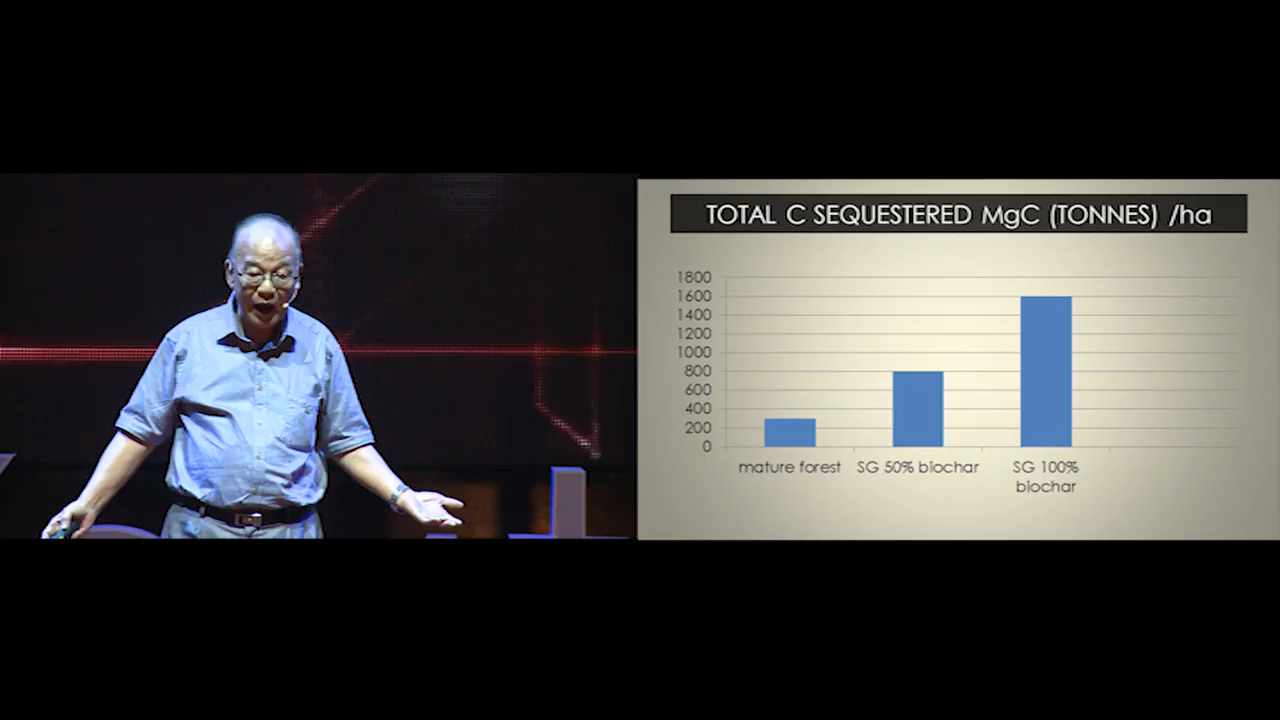 TOTAL C SEQUESTERED MgC (TONNES) /ha
1800
1600
1400
1200
1000
800
600
400
200
0
mature forest
SG 50% biochar
SG 100%
biochar